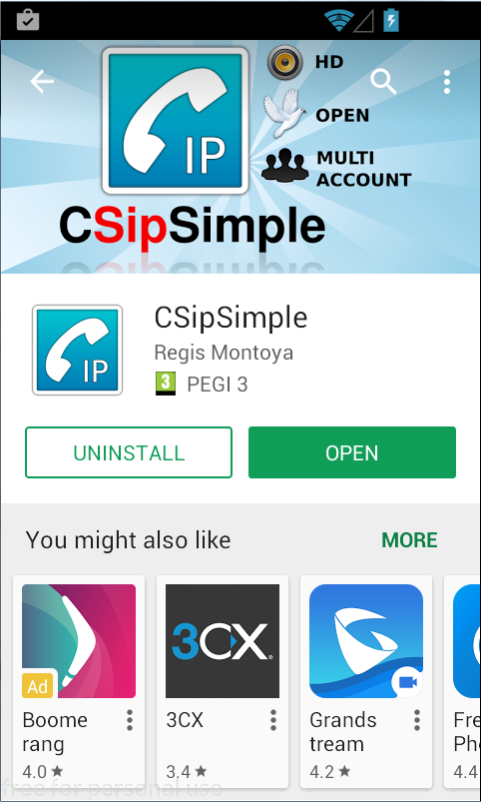 HD
OPEN
MULTI
ACCOUNT
IP
CSipSimple
IP
CSipSimple
Regis Montoya
3 PEGI 3
UNINSTALL
OPEN
You might also like
MORE
Ad
3CX
Boome
rang
3CX
Grands
tream
Fre
Pho
4.0★
3.4★
4.2★
4.4
free for personal use